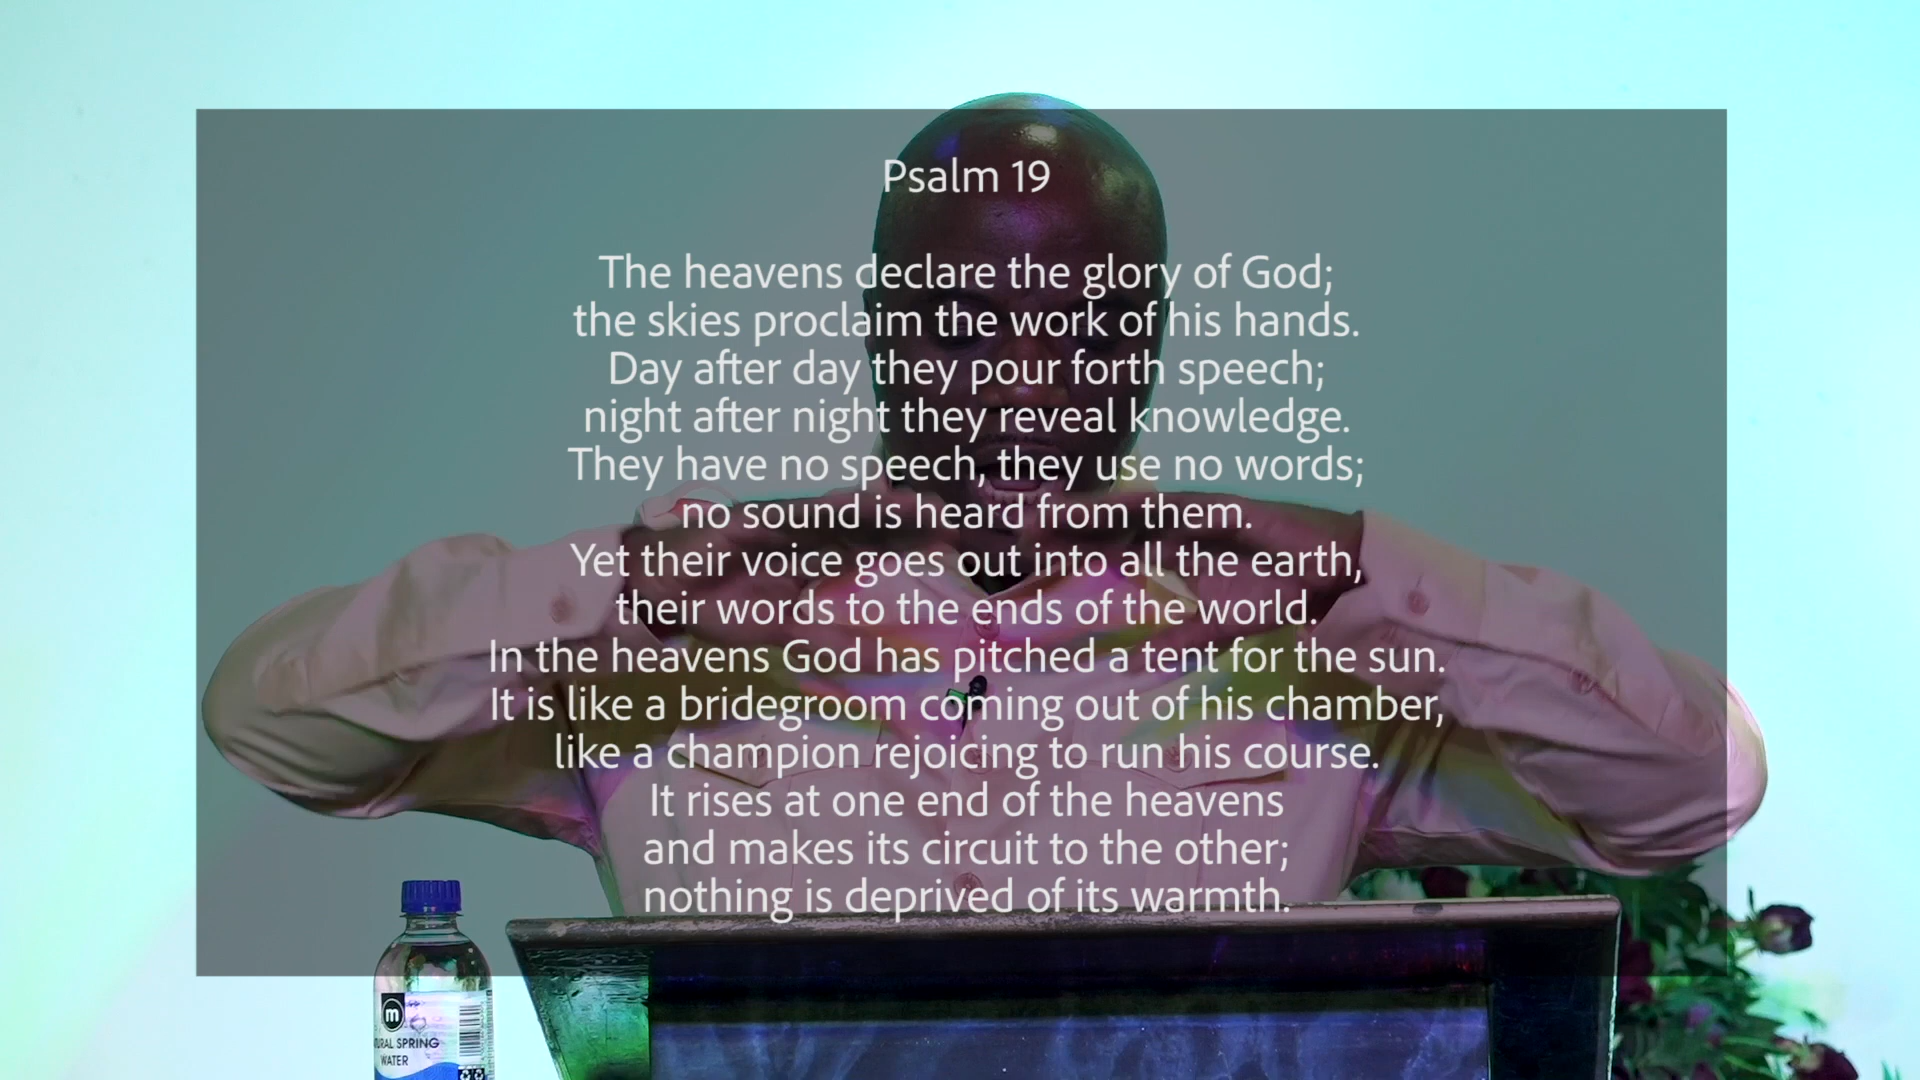 Psalm 19
The heavens declare the glory of God;
the skies proclaim the work of his hands.
Day after day they pour forth speech;
night after night they reveal knowledge.
They have no speech, they use no words;
no sound is heard from them.
Yet their voice goes out into all the earth,
their words to the ends of the world.
In the heavens God has pitched a tent for the sun.
It is like a bridegroom coming out of his chamber,
like a champion rejoicing to run his course.
It rises at one end of the heavens
and makes its circuit to the other;
nothing is deprived of its warmth.
m
SPRING
WATER